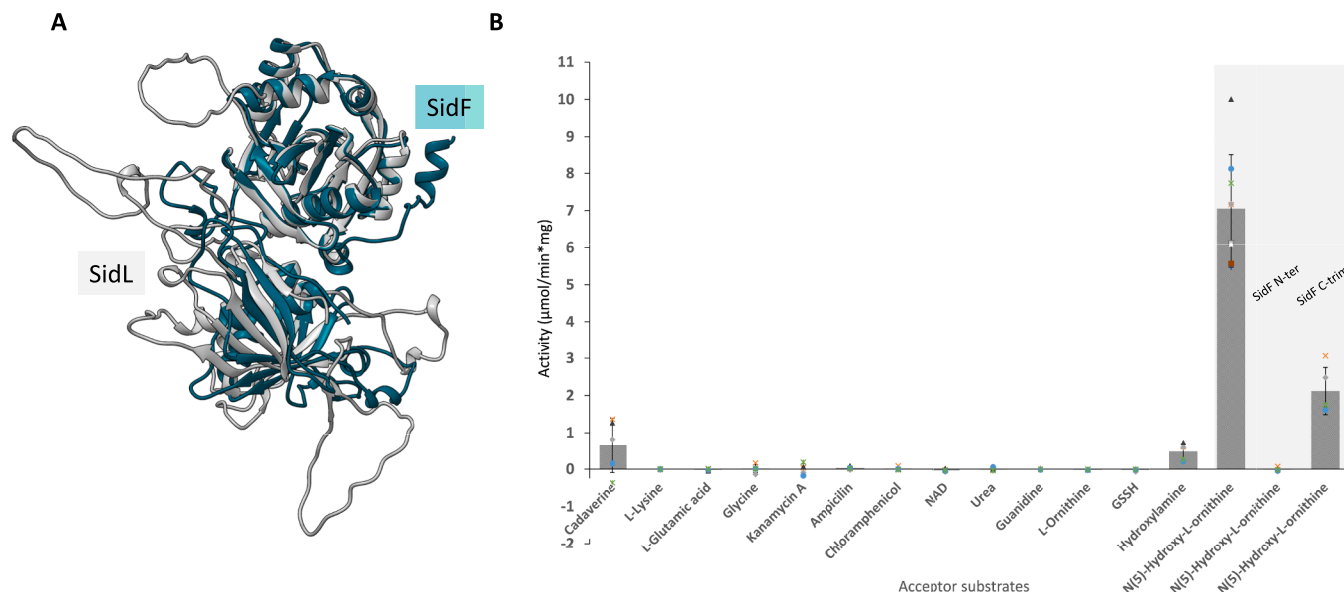 A
B
SidF
SidL
11
10
9
8
7
6
5
4
3
2
1
0
-1
-2
Activity (µmol/min*mg)
SidF N-ter
SidF C-trim
Cadaverine
L-Lysine
L-Glutamic acid
Glycine
Kanamycin A
Ampicilin
Chloramphenicol
NAD
Urea
Guanidine
L-Ornithine
GSSH
Hydroxylamine
N(5)-Hydroxy-L-ornithine
N(5)-Hydroxy-L-ornithine
N(5)-Hydroxy-L-ornithine
Acceptor substrates